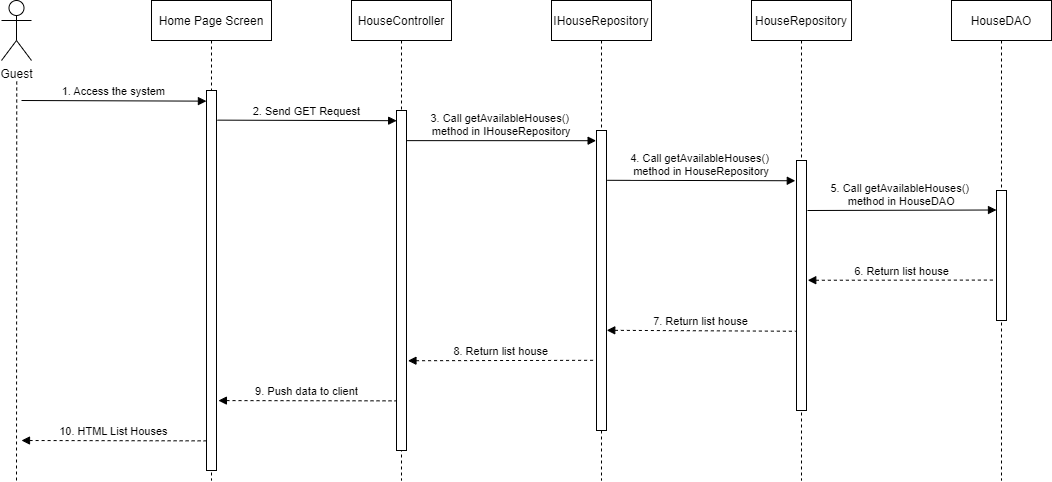 Home Page Screen
HouseController
IHouseRepository
HouseRepository
HouseDAO
Guest
1. Access the system
2. Send GET Request
3. Call getAvailableHouses()
method in IHouseRepository
4. Call getAvailableHouses()
method in HouseRepository
5. Call getAvailableHouses()
method in HouseDAO
6. Return list house
7. Return list house
8. Return list house
9. Push data to client
10. HTML List Houses